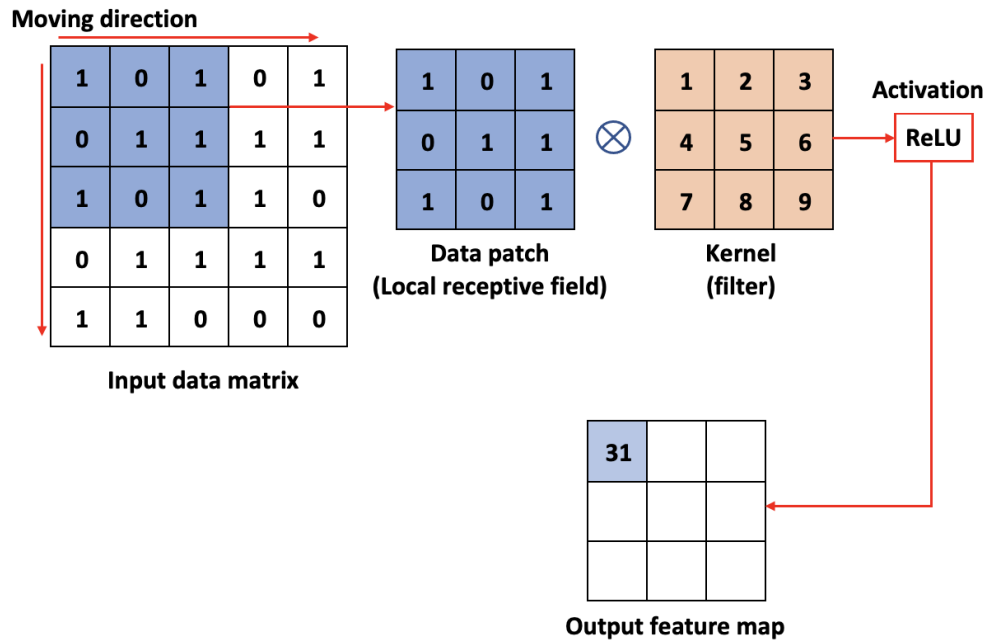 Moving direction
1 0 1 0 1
0 1 1 1 1
1 0 1 1 0
0 1 1 1 1
1 1 0 0 0
Input data matrix
1 0 1
0 1 1
1 0 1
Data patch
(Local receptive field)
1 2 3
4 5 6
7 8 9
Kernel
(filter)
Activation
ReLU
31
Output feature map